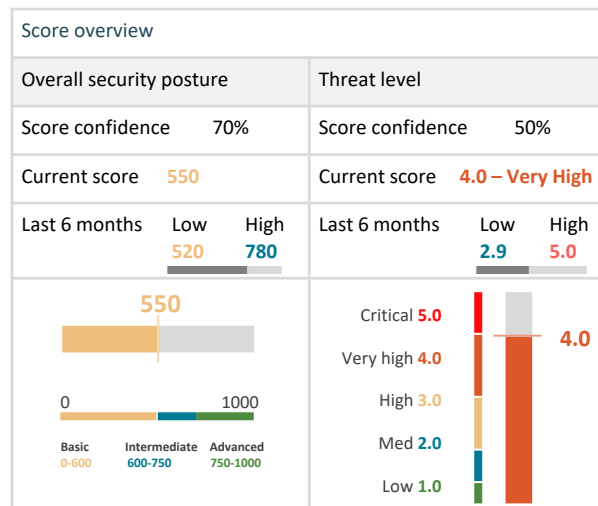 Score overview
Overall security posture
Threat level
Score confidence 70%
Score confidence 50%
Current score 550
Current score 4.0 – Very High
Last 6 months Low High
520 780
Last 6 months Low High
2.9 5.0
550
0 1000
Basic Intermediate Advanced
0-600 600-750 750-1000
Critical 5.0
4.0
Very high 4.0
High 3.0
Med 2.0
Low 1.0